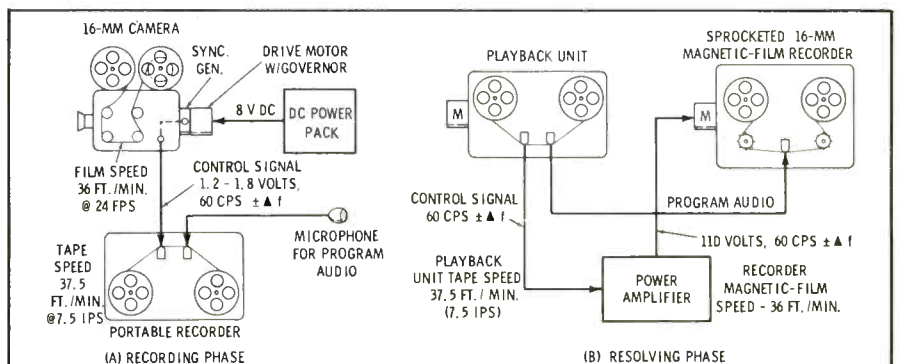 16-MM CAMERA
SYNC.
GEN.
DRIVE MOTOR
W/GOVERNOR
8 V DC
DC POWER
PACK
FILM SPEED
36 FT./MIN.
@ 24 FPS
CONTROL SIGNAL
1.2 - 1.8 VOLTS,
60 CPS ± ▲ f
MICROPHONE
FOR PROGRAM
AUDIO
TAPE
SPEED
37.5
FT./MIN.
@7.5 IPS
PORTABLE RECORDER
(A) RECORDING PHASE
PLAYBACK UNIT
SPROCKETED 16-MM
MAGNETIC-FILM RECORDER
M
M
CONTROL SIGNAL
60 CPS ± ▲ f
PROGRAM AUDIO
110 VOLTS, 60 CPS ± ▲ f
PLAYBACK
UNIT TAPE SPEED
37.5 FT. / MIN.
(7.5 IPS)
POWER
AMPLIFIER
RECORDER
MAGNETIC-FILM
SPEED - 36 FT./MIN.
(B) RESOLVING PHASE